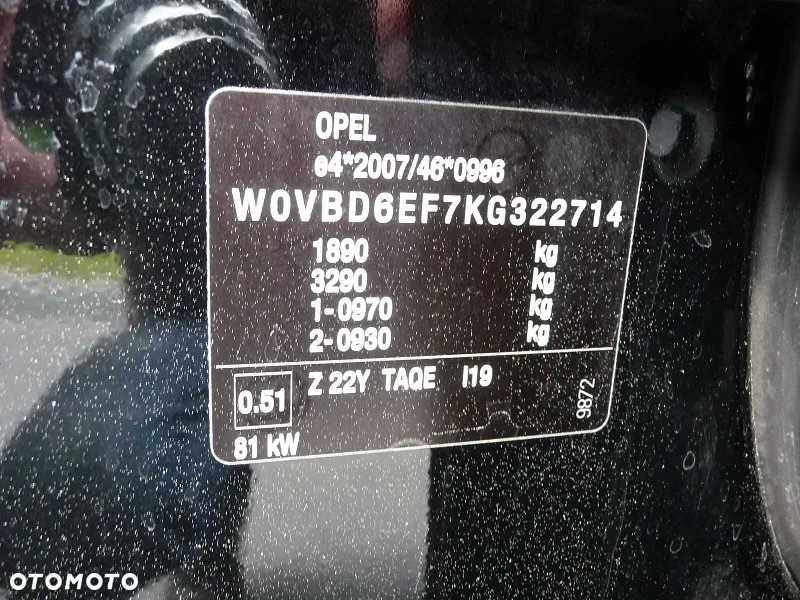 OPEL
e4*2007/46*0996
W0VBD6EF7KG322714
1890 kg
3290 kg
1-0970 kg
2-0930 kg
0.51 Z 22Y TAQE I19
9872
81 kW
OTOMOTO